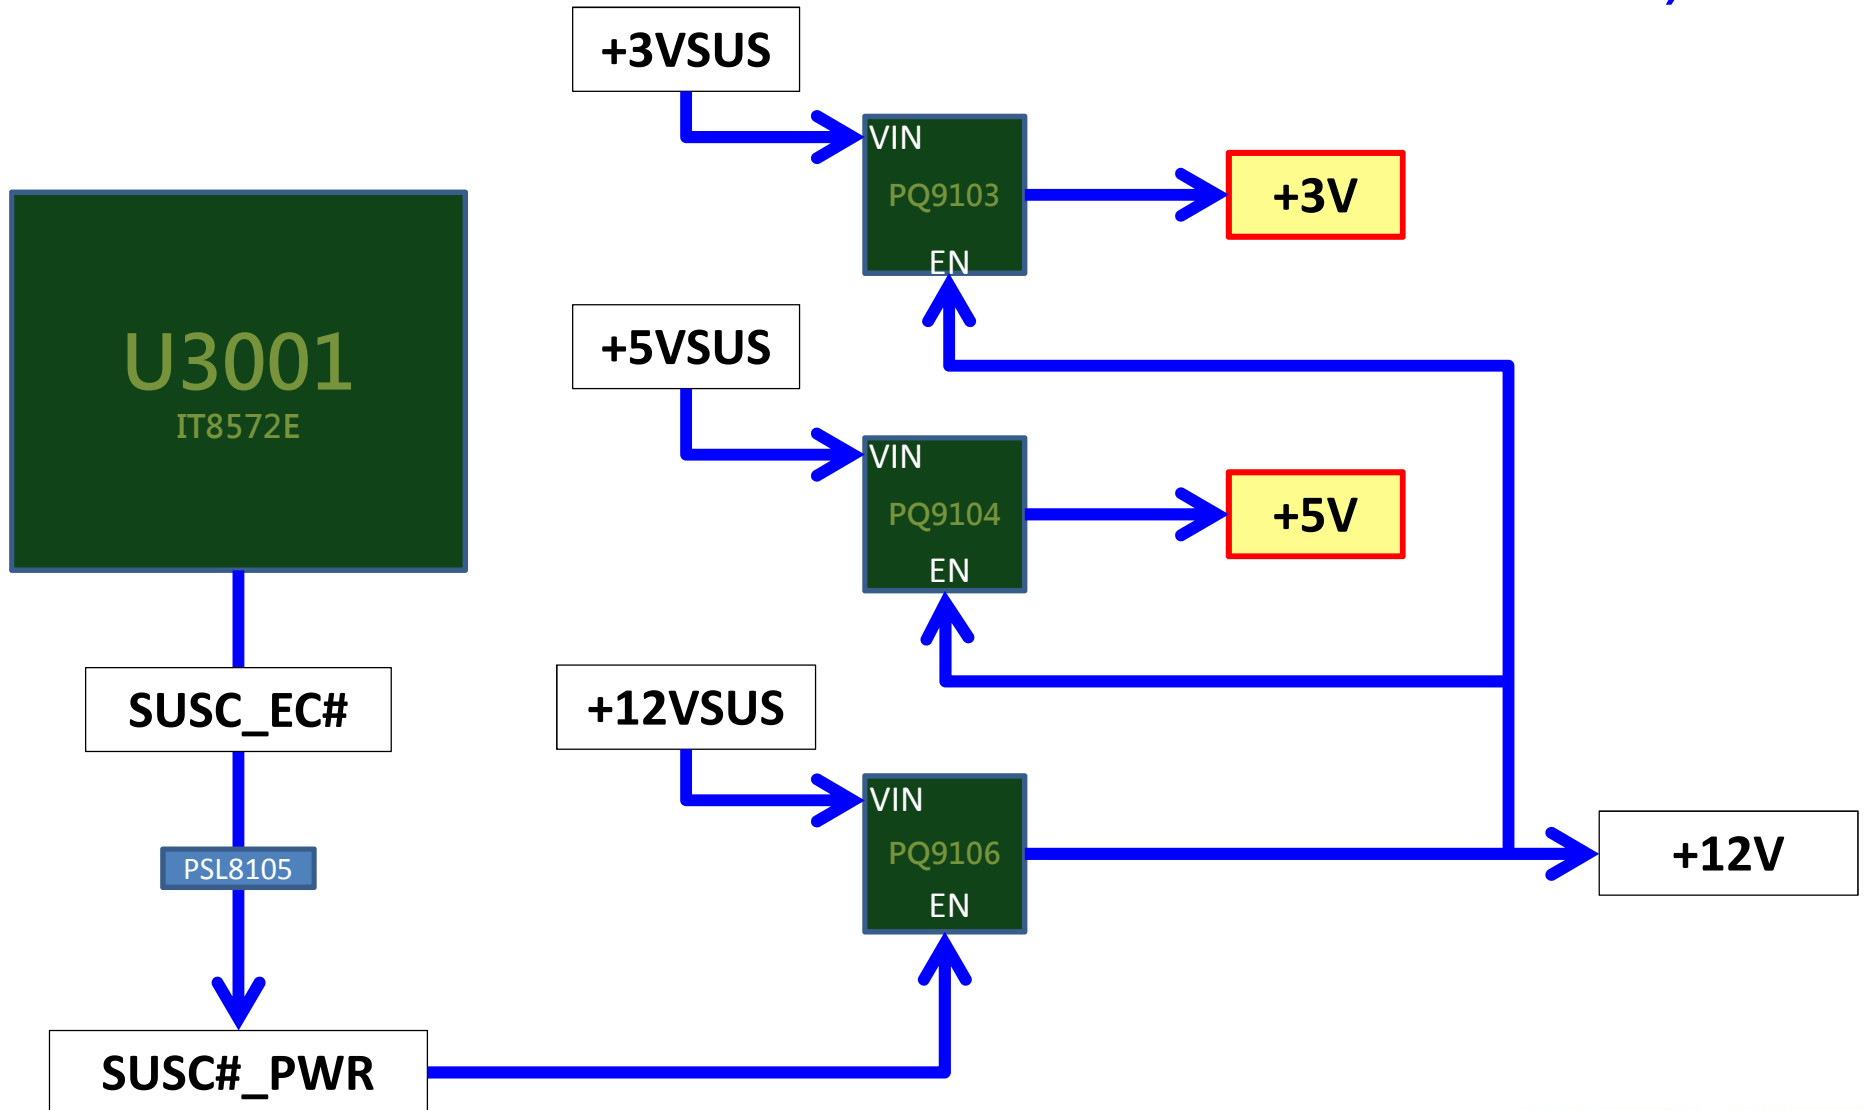 +3VSUS
VIN
PQ9103
EN
+3V
U3001
IT8572E
+5VSUS
VIN
PQ9104
EN
+5V
SUSC_EC#
+12VSUS
VIN
PQ9106
EN
+12V
PSL8105
SUSC#_PWR